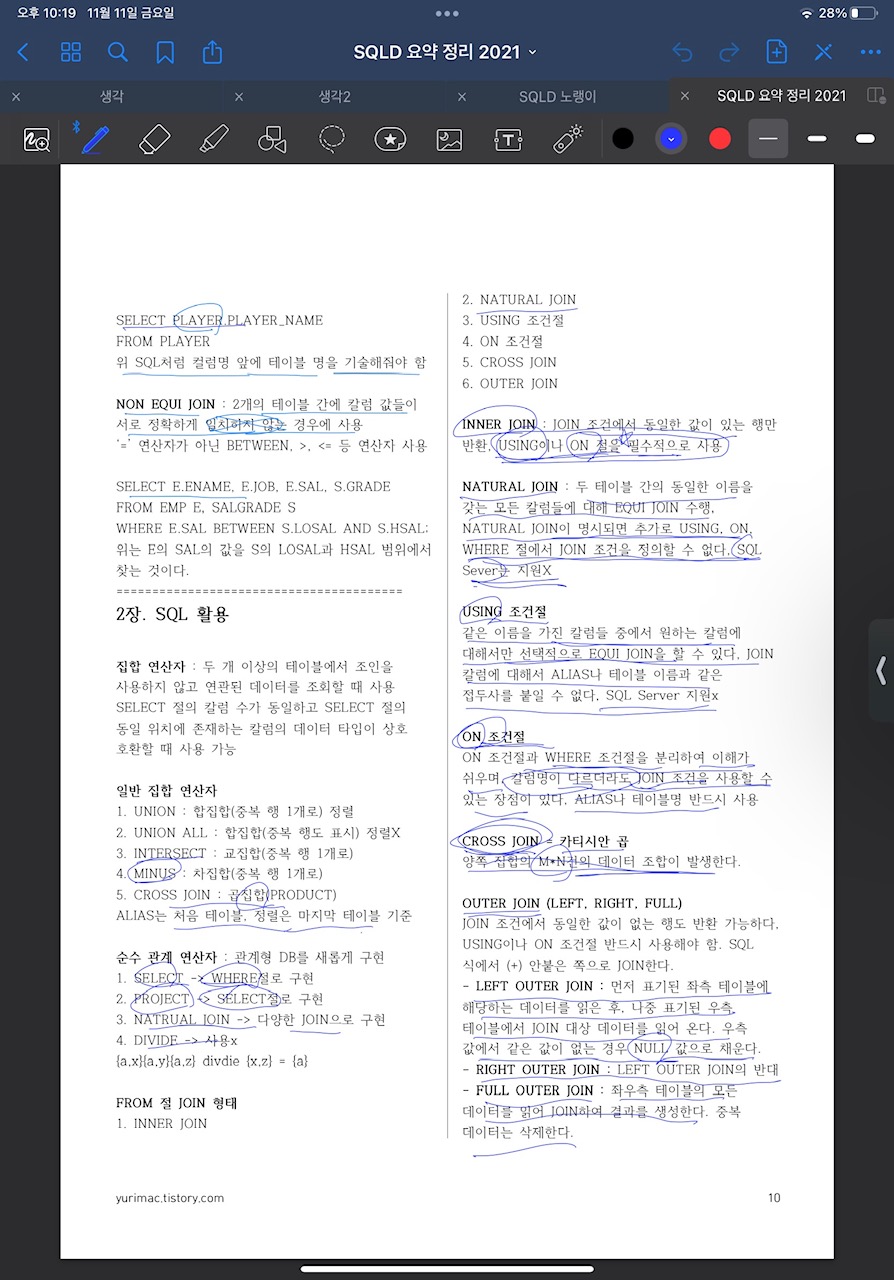 오후 10:19 11월 11일 금요일
28%
SQLD 요약 정리 2021
생각
생각2
SQLD 노랭이
SQLD 요약 정리 2021
SELECT PLAYER.PLAYER_NAME
FROM PLAYER
위 SQL처럼 컬럼명 앞에 테이블 명을 기술해줘야 함
NON EQUI JOIN : 2개의 테이블 간에 칼럼 값들이
서로 정확하게 일치하지 않는 경우에 사용
'=' 연산자가 아닌 BETWEEN, >, <= 등 연산자 사용
SELECT E.ENAME, E.JOB, E.SAL, S.GRADE
FROM EMP E, SALGRADE S
WHERE E.SAL BETWEEN S.LOSAL AND S.HSAL;
위는 E의 SAL의 값을 S의 LOSAL과 HSAL 범위에서
찾는 것이다.
========================================
2장. SQL 활용
집합 연산자 : 두 개 이상의 테이블에서 조인을
사용하지 않고 연관된 데이터를 조회할 때 사용
SELECT 절의 칼럼 수가 동일하고 SELECT 절의
동일 위치에 존재하는 칼럼의 데이터 타입이 상호
호환할 때 사용 가능
일반 집합 연산자
1. UNION : 합집합(중복 행 1개로) 정렬
2. UNION ALL : 합집합(중복 행도 표시) 정렬X
3. INTERSECT : 교집합(중복 행 1개로)
4. MINUS : 차집합(중복 행 1개로)
5. CROSS JOIN : 곱집합(PRODUCT)
ALIAS는 처음 테이블, 정렬은 마지막 테이블 기준
순수 관계 연산자 : 관계형 DB를 새롭게 구현
1. SELECT -> WHERE절로 구현
2. PROJECT -> SELECT절로 구현
3. NATRUAL JOIN -> 다양한 JOIN으로 구현
4. DIVIDE -> 사용x
{a,x}{a,y}{a,z} divdie {x,z} = {a}
FROM 절 JOIN 형태
1. INNER JOIN
2. NATURAL JOIN
3. USING 조건절
4. ON 조건절
5. CROSS JOIN
6. OUTER JOIN
INNER JOIN : JOIN 조건에서 동일한 값이 있는 행만
반환, USING이나 ON 절을 필수적으로 사용
NATURAL JOIN : 두 테이블 간의 동일한 이름을
갖는 모든 칼럼들에 대해 EQUI JOIN 수행,
NATURAL JOIN이 명시되면 추가로 USING, ON,
WHERE 절에서 JOIN 조건을 정의할 수 없다. SQL
Sever는 지원X
USING 조건절
같은 이름을 가진 칼럼들 중에서 원하는 칼럼에
대해서만 선택적으로 EQUI JOIN을 할 수 있다, JOIN
칼럼에 대해서 ALIAS나 테이블 이름과 같은
접두사를 붙일 수 없다, SQL Server 지원x
ON 조건절
ON 조건절과 WHERE 조건절을 분리하여 이해가
쉬우며, 칼럼명이 다르더라도 JOIN 조건을 사용할 수
있는 장점이 있다. ALIAS나 테이블명 반드시 사용
CROSS JOIN = 카티시안 곱
양쪽 집합의 M*N건의 데이터 조합이 발생한다.
OUTER JOIN (LEFT, RIGHT, FULL)
JOIN 조건에서 동일한 값이 없는 행도 반환 가능하다,
USING이나 ON 조건절 반드시 사용해야 함. SQL
식에서 (+) 안붙은 쪽으로 JOIN한다.
- LEFT OUTER JOIN : 먼저 표기된 좌측 테이블에
해당하는 데이터를 읽은 후, 나중 표기된 우측
테이블에서 JOIN 대상 데이터를 읽어 온다. 우측
값에서 같은 값이 없는 경우 NULL 값으로 채운다.
- RIGHT OUTER JOIN : LEFT OUTER JOIN의 반대
- FULL OUTER JOIN : 좌우측 테이블의 모든
데이터를 읽어 JOIN하여 결과를 생성한다. 중복
데이터는 삭제한다.
yurimac.tistory.com
10